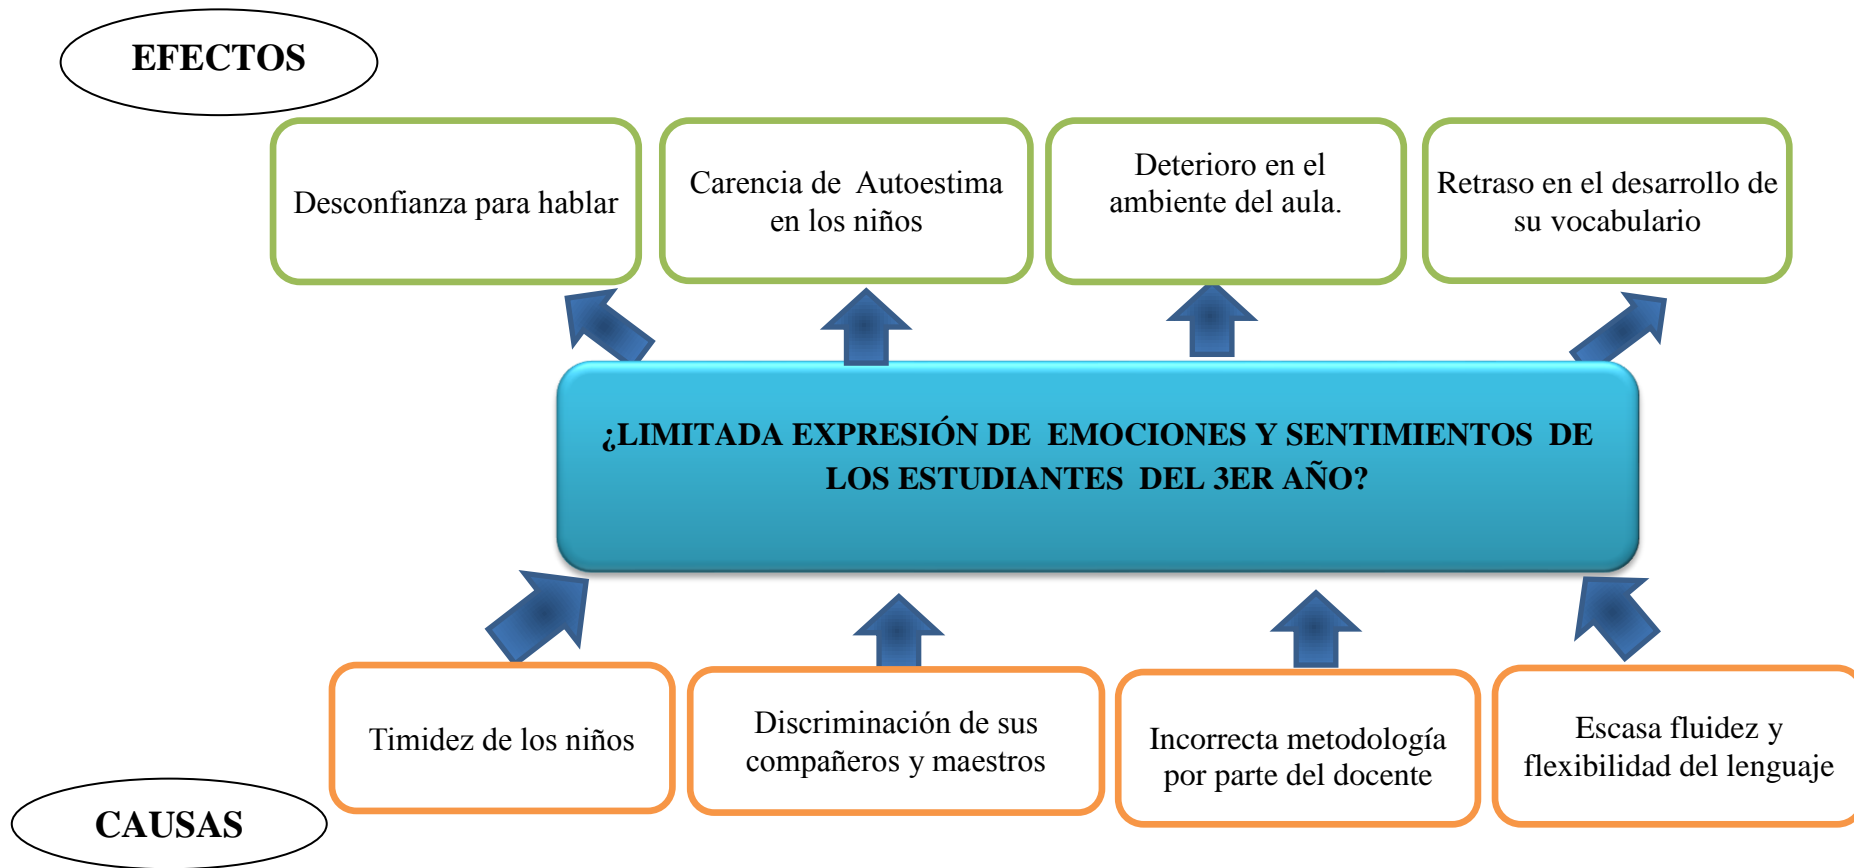 EFECTOS
Desconfianza para hablar
Carencia de Autoestima
en los niños
Deterioro en el
ambiente del aula.
Retraso en el desarrollo de
su vocabulario
¿LIMITADA EXPRESIÓN DE EMOCIONES Y SENTIMIENTOS DE
LOS ESTUDIANTES DEL 3ER AÑO?
Timidez de los niños
Discriminación de sus
compañeros y maestros
Incorrecta metodología
por parte del docente
Escasa fluidez y
flexibilidad del lenguaje
CAUSAS